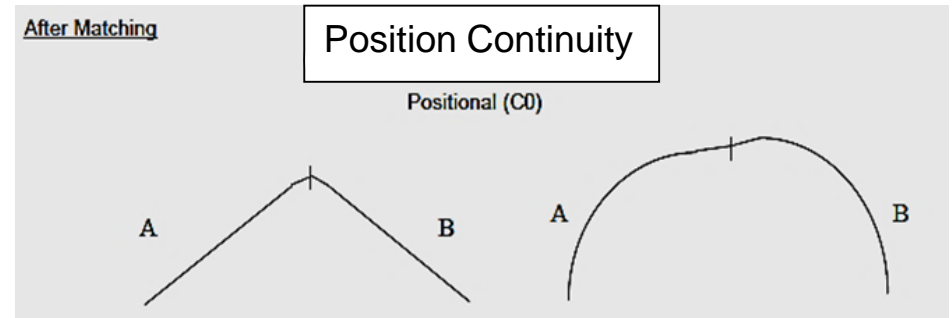 After Matching
Position Continuity
Positional (C0)
A
B
A
B